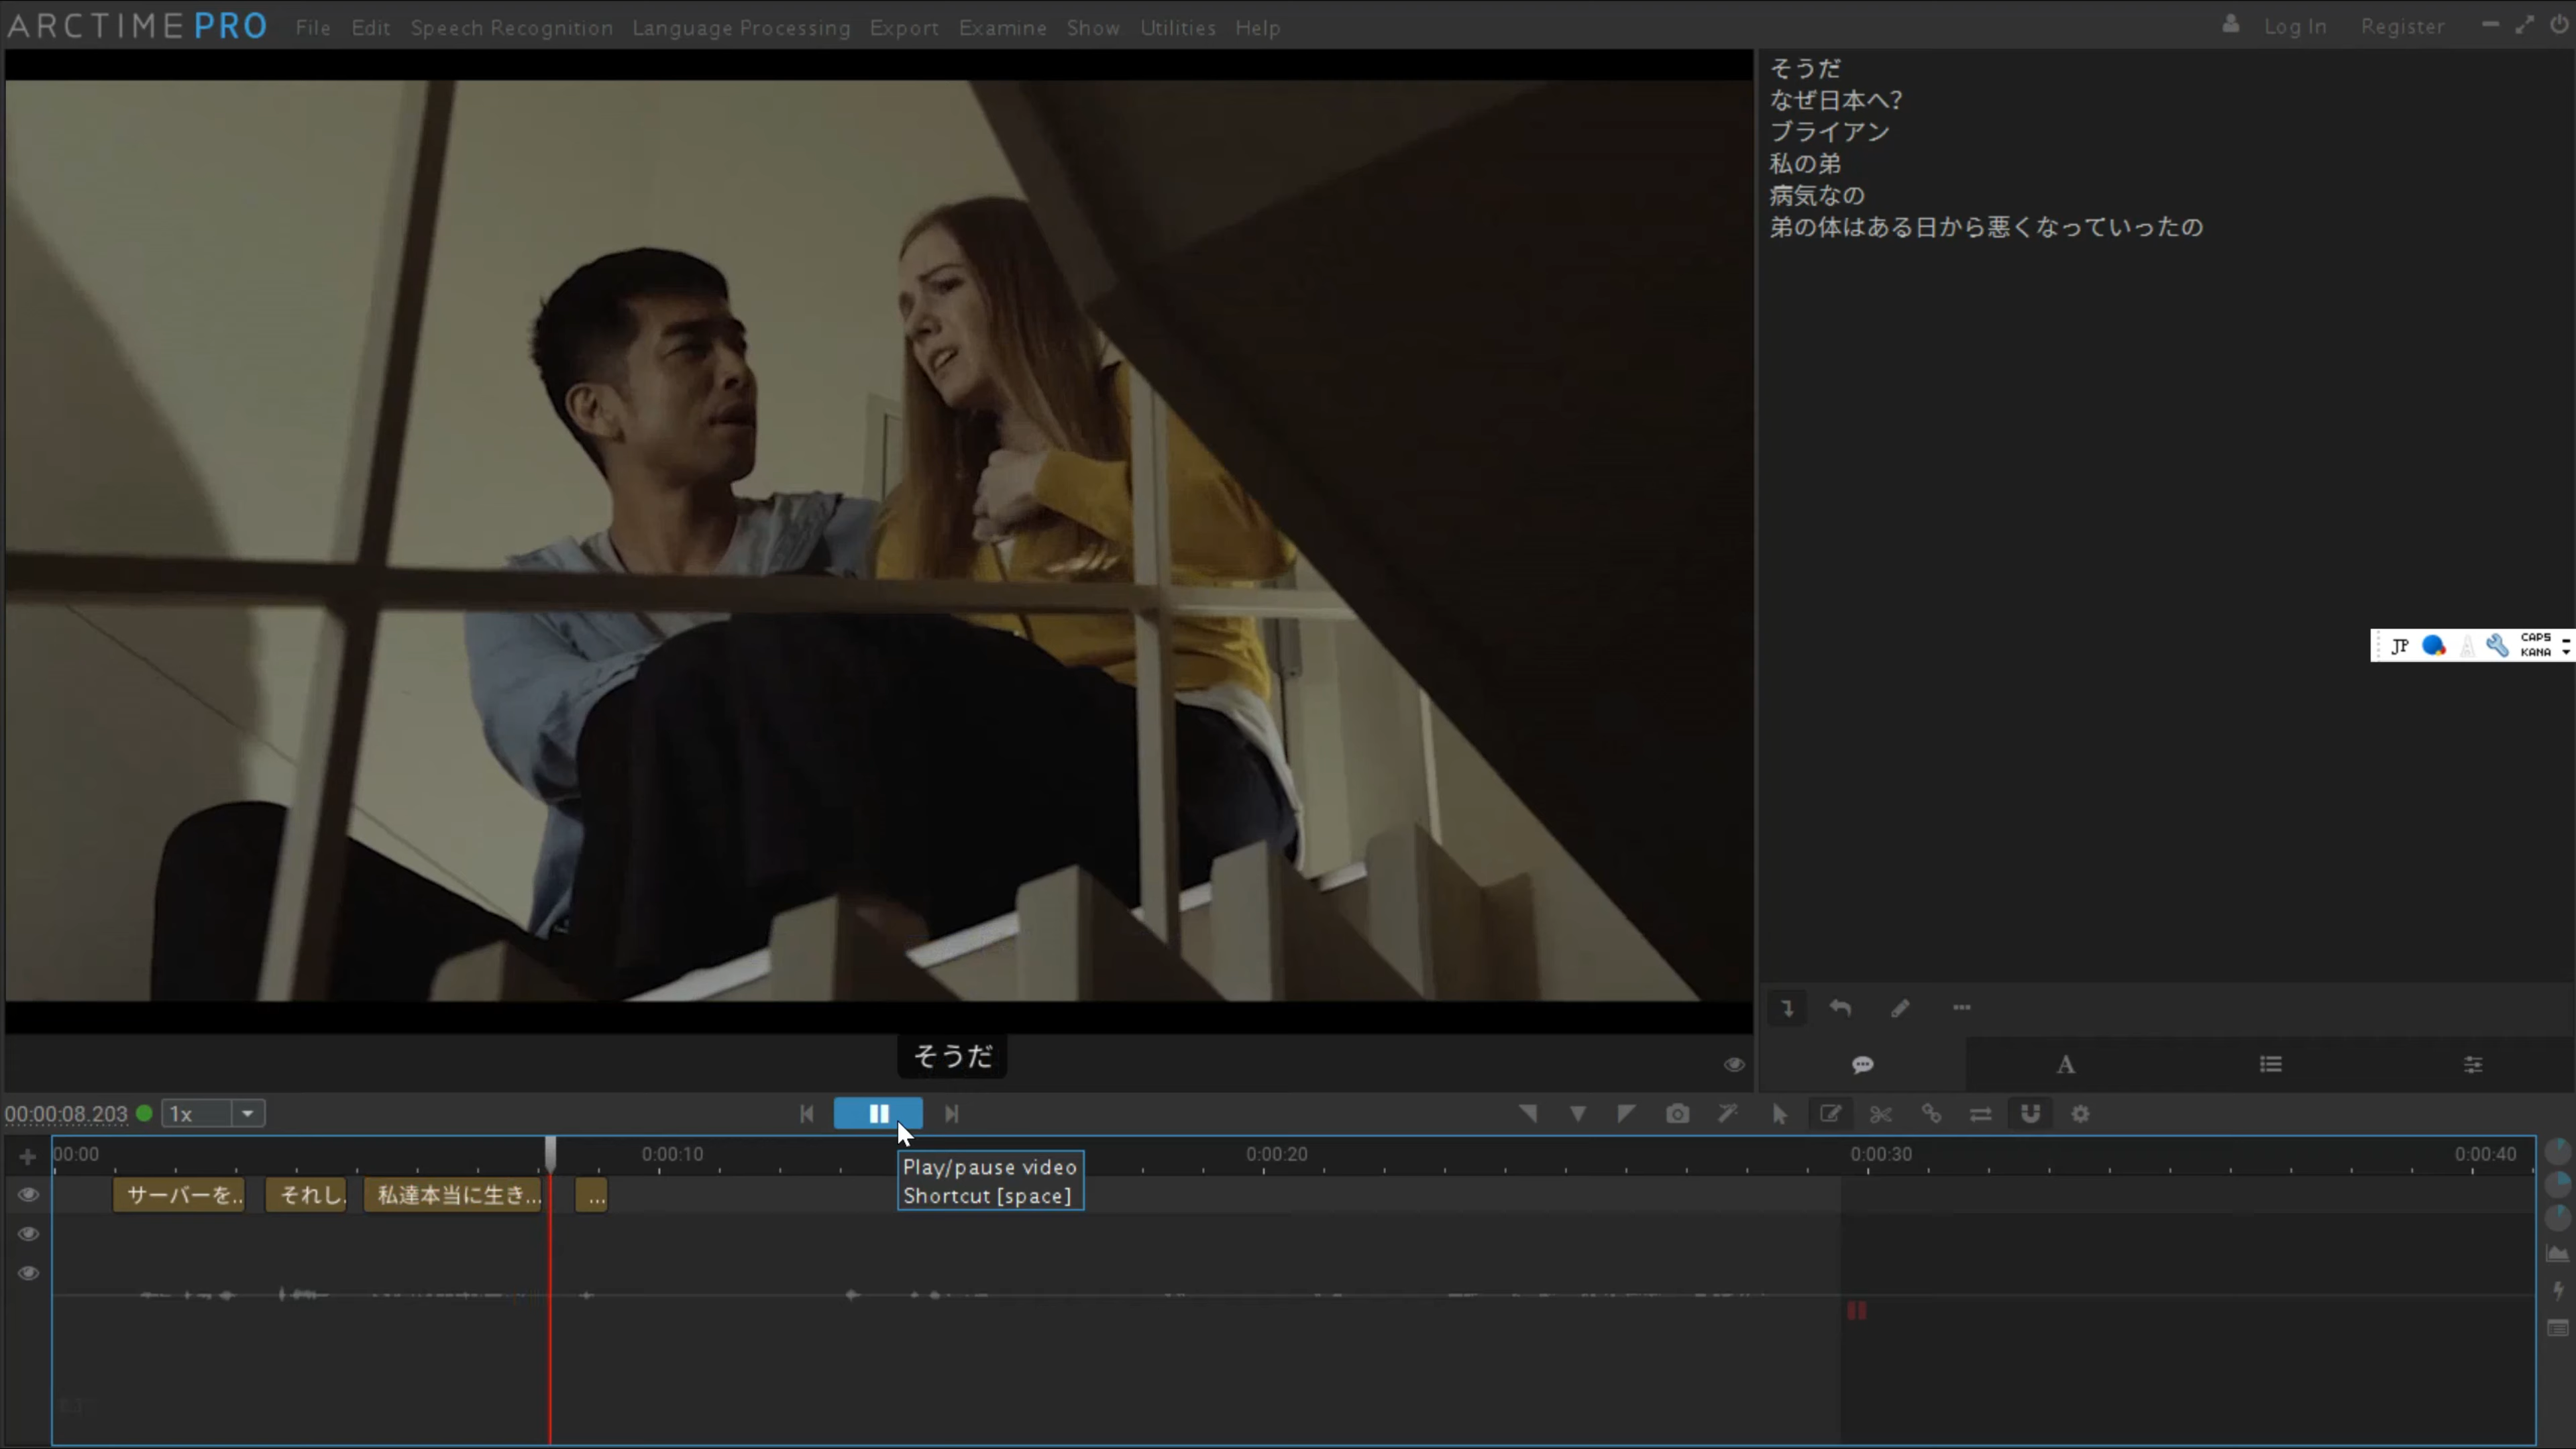 ARCTIME PRO File Edit Speech Recognition Language Processing Export Examine Show Utilities Help Log In Register
そうだ
なぜ日本へ?
ブライアン
私の弟
病気なの
弟の体はある日から悪くなっていったの
JP CAPS
KANA
そうだ
A
00:00:08.203 1x
00:00 0:00:10 0:00:20 0:00:30 0:00:40
Play/pause video
Shortcut [space]
サーバーを.. それし. 私達本当に生き... ...